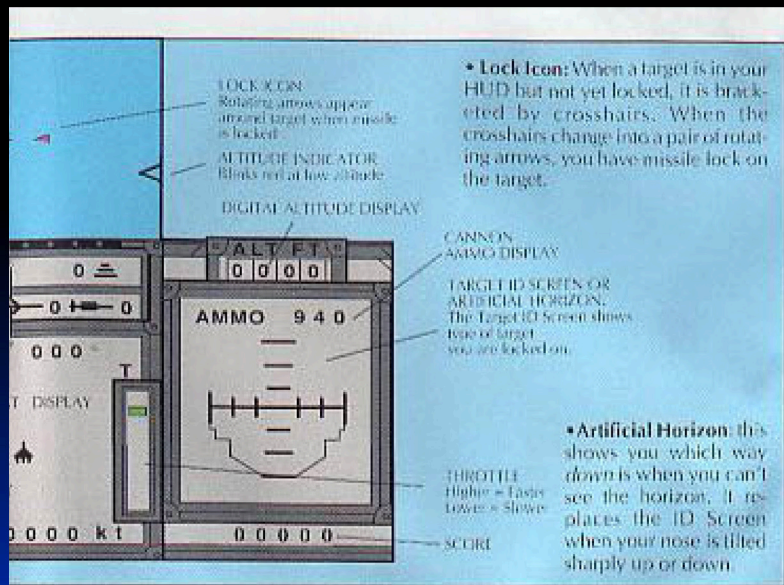 LOCK ICON
Rotating arrows appear
around target when missile
is locked
ALTITUDE INDICATOR
Blinks red at low altitude
DIGITAL ALTITUDE DISPLAY
• Lock Icon: When a target is in your
HUD but not yet locked, it is brack-
eted by crosshairs. When the
crosshairs change into a pair of rotat-
ing arrows, you have missile lock on
the target.
ALT FT
0 0 0 0
CANNON
AMMO DISPLAY
TARGET ID SCREEN OR
ARTIFICIAL HORIZON.
The Target ID Screen shows
type of target
you are locked on.
0
0 0
AMMO 940
000
T
T DISPLAY
0000 kt
00000
THROTTLE
Higher = Faster
Lower = Slower
SCORE
• Artificial Horizon: this
shows you which way
down is when you can't
see the horizon. It re-
places the ID Screen
when your nose is tilted
sharply up or down